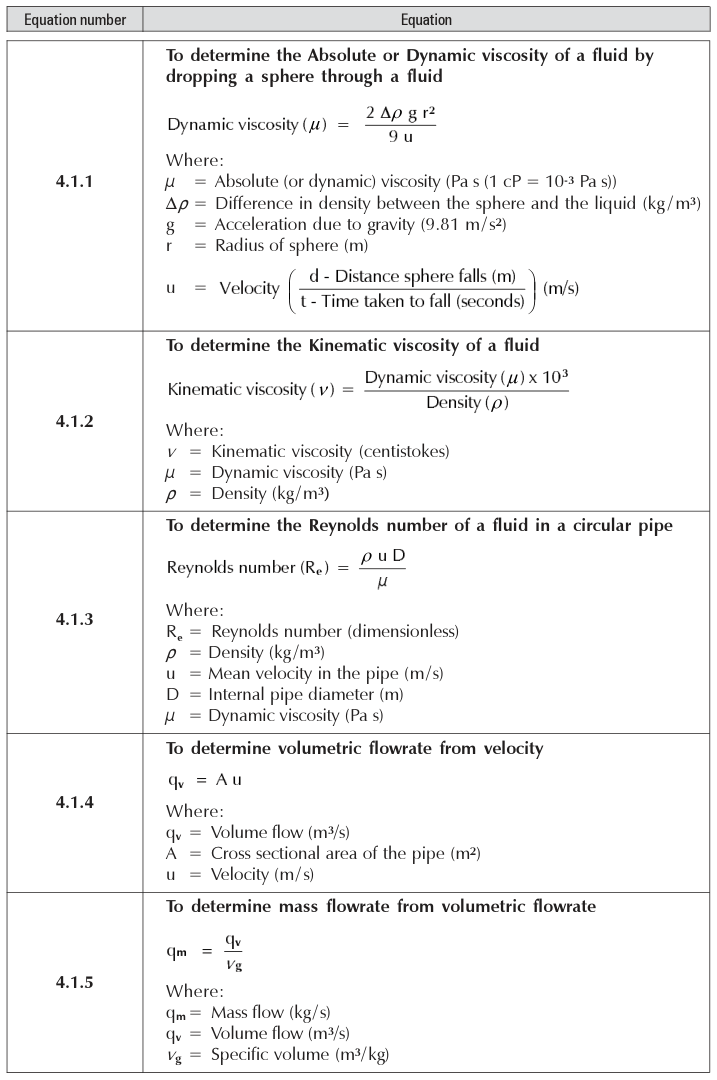 Equation number Equation
To determine the Absolute or Dynamic viscosity of a fluid by
dropping a sphere through a fluid
Dynamic viscosity (μ) = 2 Δρ g r² / 9 u
Where:
4.1.1
μ = Absolute (or dynamic) viscosity (Pa s (1 cP = 10-³ Pa s))
Δρ = Difference in density between the sphere and the liquid (kg/m³)
g = Acceleration due to gravity (9.81 m/s²)
r = Radius of sphere (m)
u = Velocity (d - Distance sphere falls (m) / t - Time taken to fall (seconds)) (m/s)
To determine the Kinematic viscosity of a fluid
Kinematic viscosity (ν) = Dynamic viscosity (μ) x 10³ / Density (ρ)
4.1.2
Where:
ν = Kinematic viscosity (centistokes)
μ = Dynamic viscosity (Pa s)
ρ = Density (kg/m³)
To determine the Reynolds number of a fluid in a circular pipe
Reynolds number (Re) = ρ u D / μ
Where:
4.1.3
Re = Reynolds number (dimensionless)
ρ = Density (kg/m³)
u = Mean velocity in the pipe (m/s)
D = Internal pipe diameter (m)
μ = Dynamic viscosity (Pa s)
To determine volumetric flowrate from velocity
qv = A u
4.1.4
Where:
qv = Volume flow (m³/s)
A = Cross sectional area of the pipe (m²)
u = Velocity (m/s)
To determine mass flowrate from volumetric flowrate
qm = qv / νg
4.1.5
Where:
qm = Mass flow (kg/s)
qv = Volume flow (m³/s)
νg = Specific volume (m³/kg)